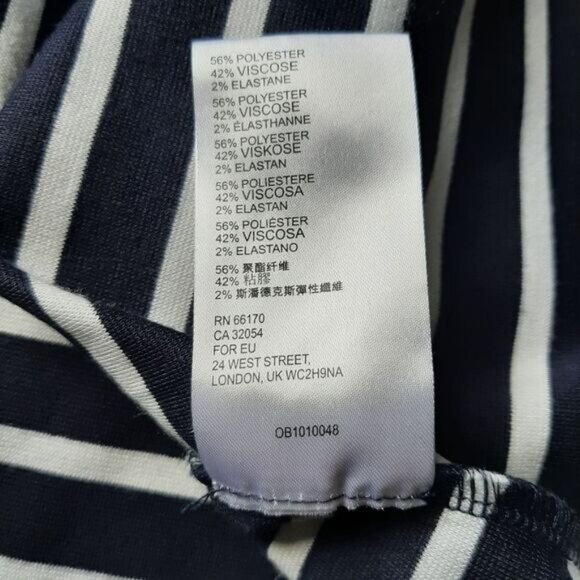 56% POLYESTER
42% VISCOSE
2% ELASTANE
56% POLYESTER
42% VISCOSE
2% ÉLASTHANNE
56% POLYESTER
42% VISKOSE
2% ELASTAN
56% POLIESTERE
42% VISCOSA
2% ELASTAN
56% POLIÉSTER
42% VISCOSA
2% ELASTANO
56% 聚酯纤维
42% 粘膠
2% 斯潘德克斯彈性纖維
RN 66170
CA 32054
FOR EU
24 WEST STREET,
LONDON, UK WC2H9NA
OB1010048